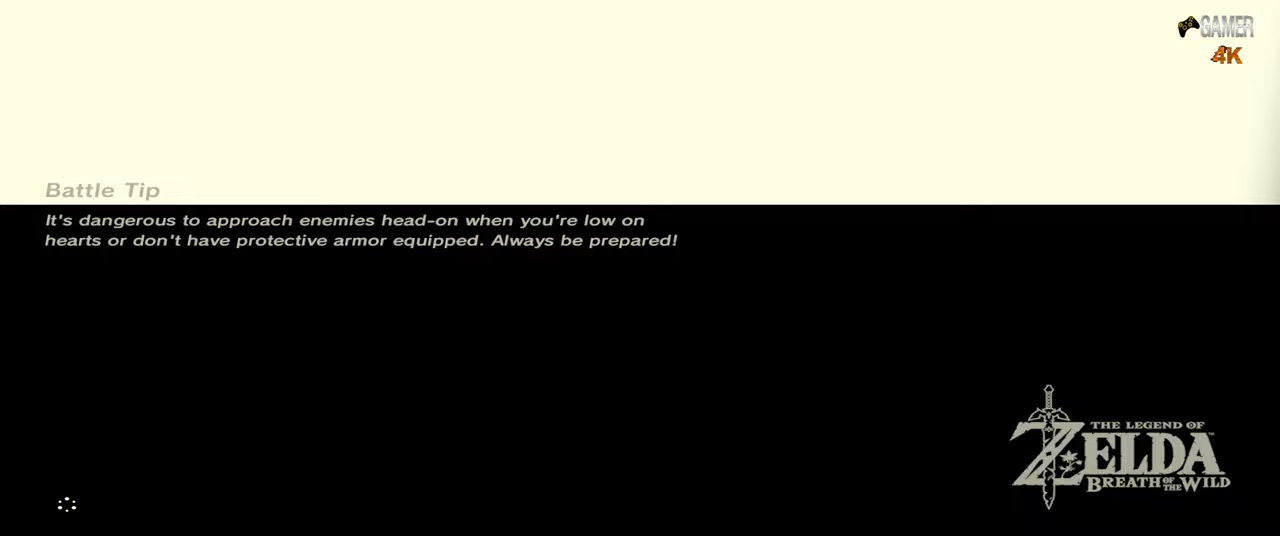 GAMER
4K
Battle Tip
It's dangerous to approach enemies head-on when you're low on
hearts or don't have protective armor equipped. Always be prepared!
THE LEGEND OF
ZELDA™
BREATH OF THE WILD